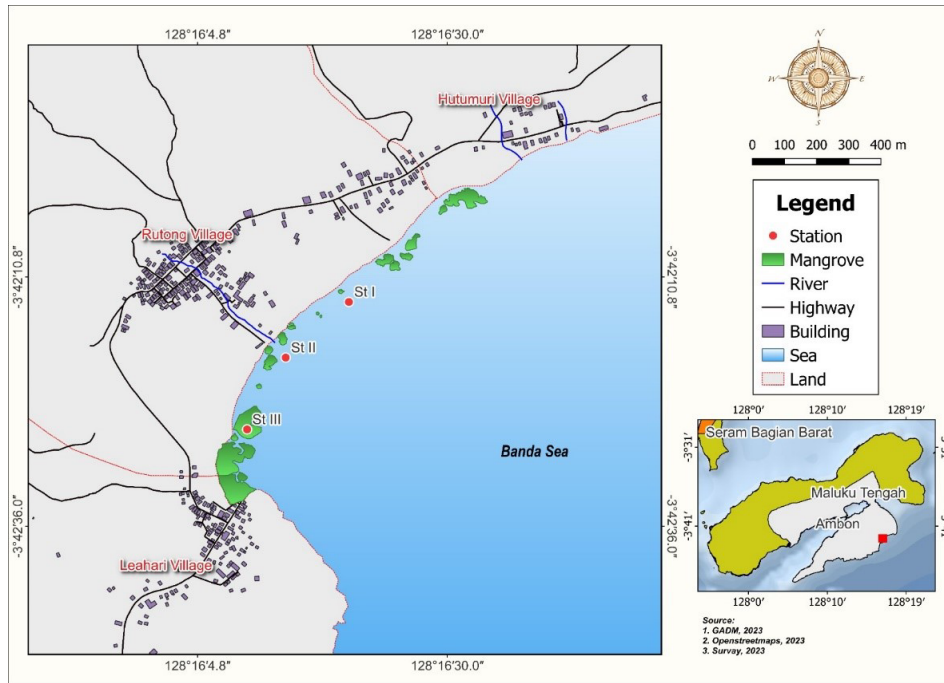 128°16'4.8"
128°16'30.0"
Hutumuri Village
Rutong Village
-3°42'10.8"
-3°42'10.8"
St I
St II
St III
Banda Sea
-3°42'36.0"
-3°42'36.0"
Leahari Village
128°16'4.8"
128°16'30.0"
N
W
E
S
0 100 200 300 400 m
Legend
Station
Mangrove
River
Highway
Building
Sea
Land
128°0′ 128°10′ 128°19′
-3°31′
Seram Bagian Barat
Maluku Tengah
Ambon
-3°41′
128°0′ 128°10′ 128°19′
Source:
1. GADM, 2023
2. Openstreetmaps, 2023
3. Survay, 2023